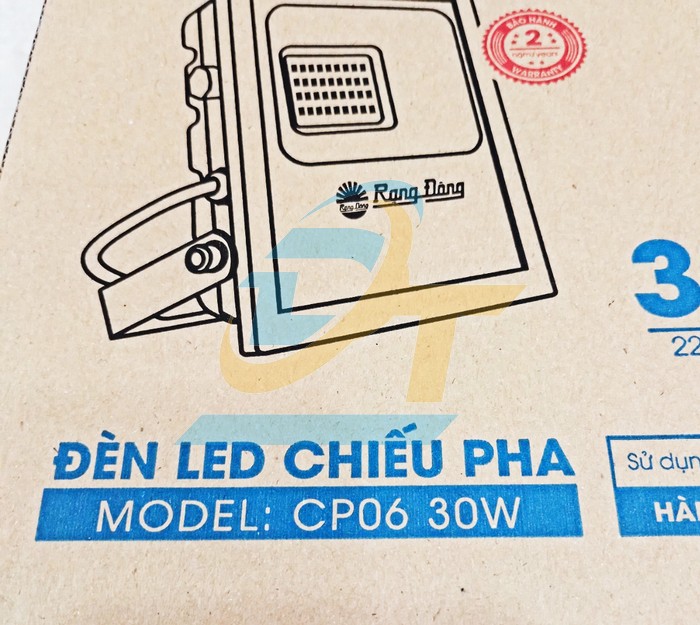 BẢO HÀNH
2
WARRANTY
Rạng Đông
Rạng Đông
3
22
ĐÈN LED CHIẾU PHA
MODEL: CP06 30W
Sử dụn
HÀN